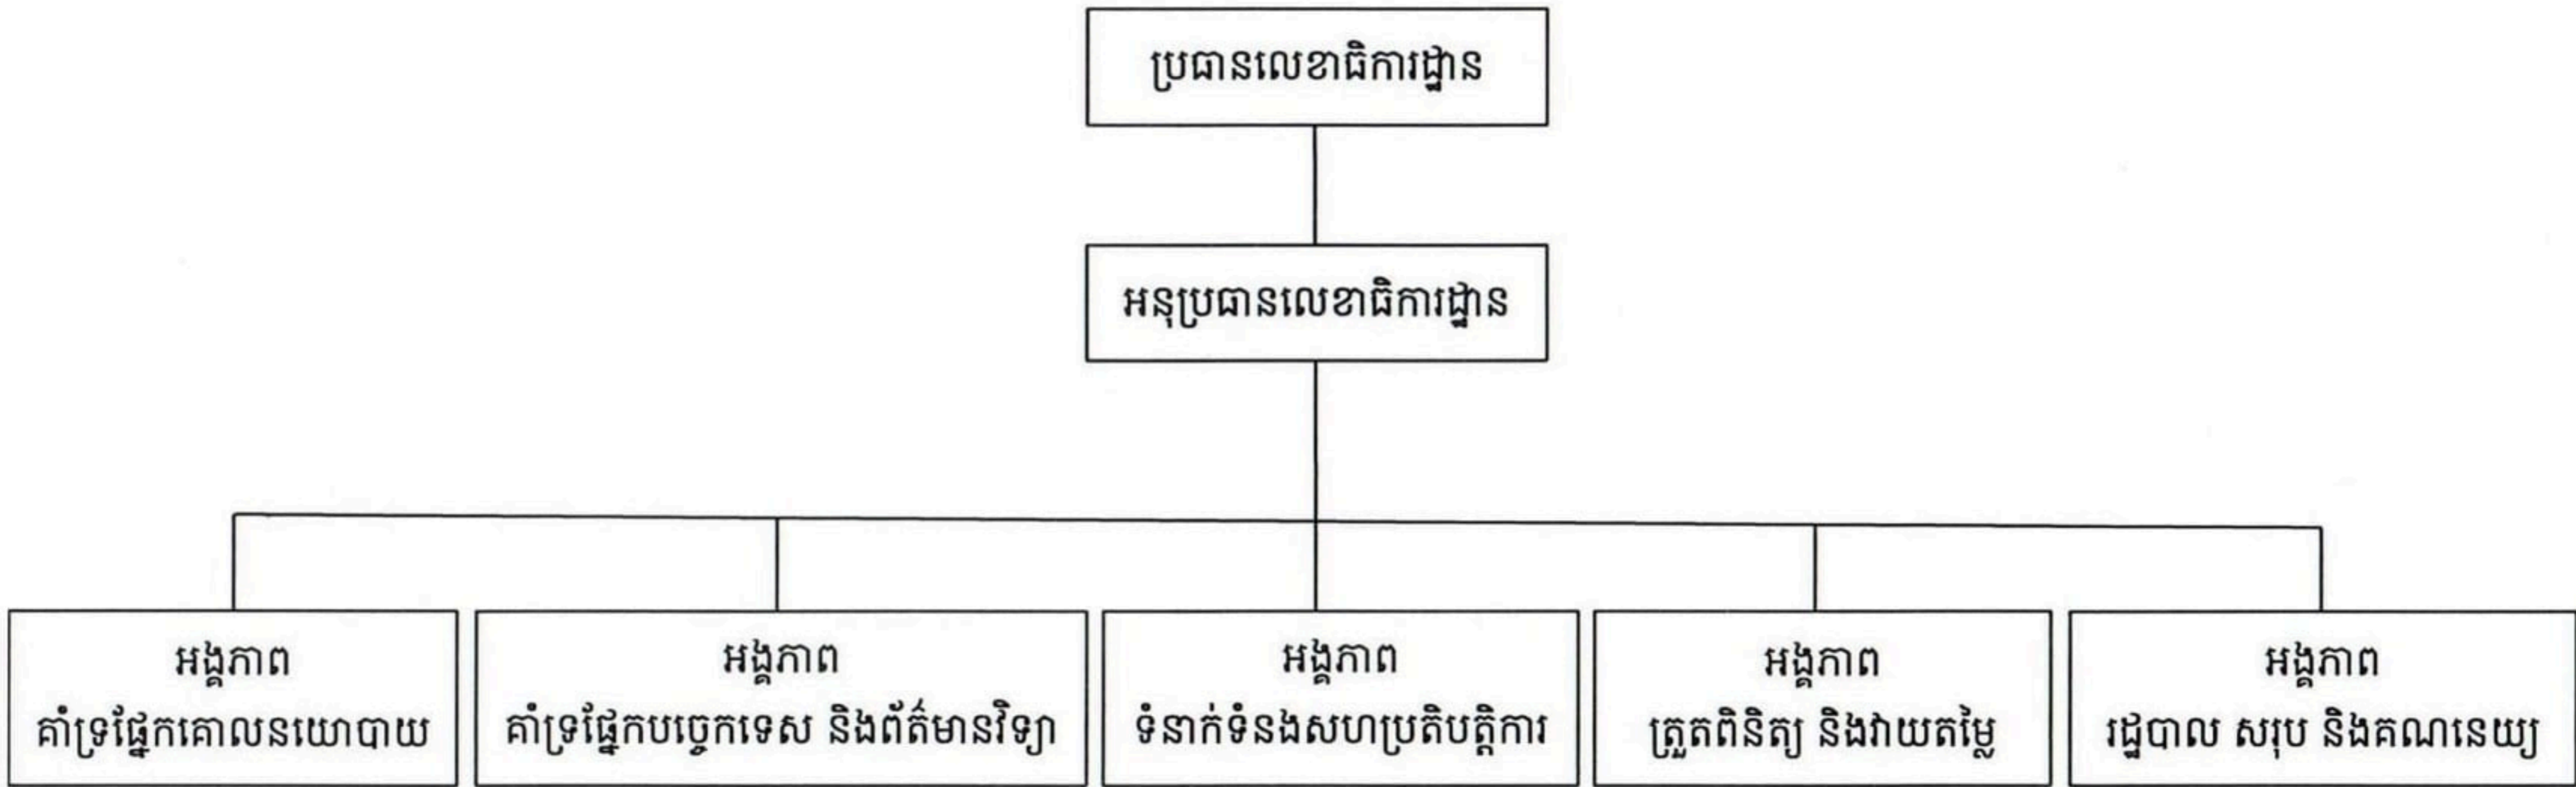 ប្រធានលេខាធិការដ្ឋាន
អនុប្រធានលេខាធិការដ្ឋាន
អង្គភាព
គាំទ្រផ្នែកគោលនយោបាយ
អង្គភាព
គាំទ្រផ្នែកបច្ចេកទេស និងព័ត៌មានវិទ្យា
អង្គភាព
ទំនាក់ទំនងសហប្រតិបត្តិការ
អង្គភាព
ត្រួតពិនិត្យ និងវាយតម្លៃ
អង្គភាព
រដ្ឋបាល សរុប និងគណនេយ្យ